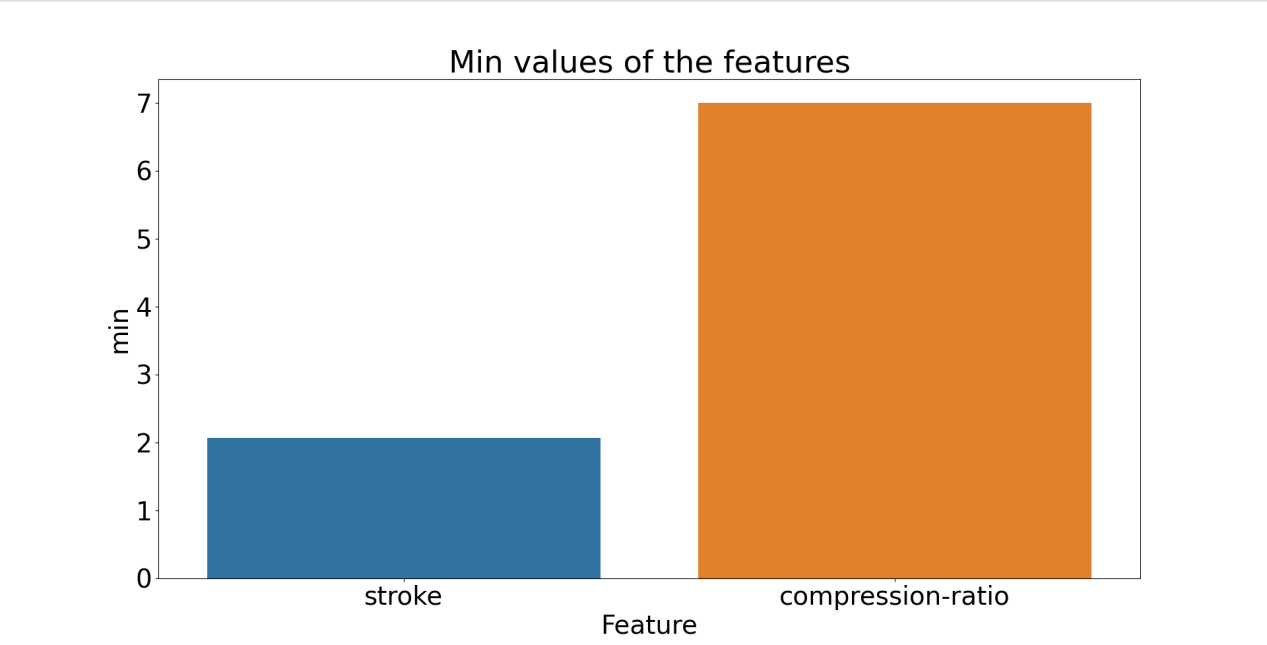 Min values of the features
7
6
5
4
3
2
1
0
min
stroke
compression-ratio
Feature